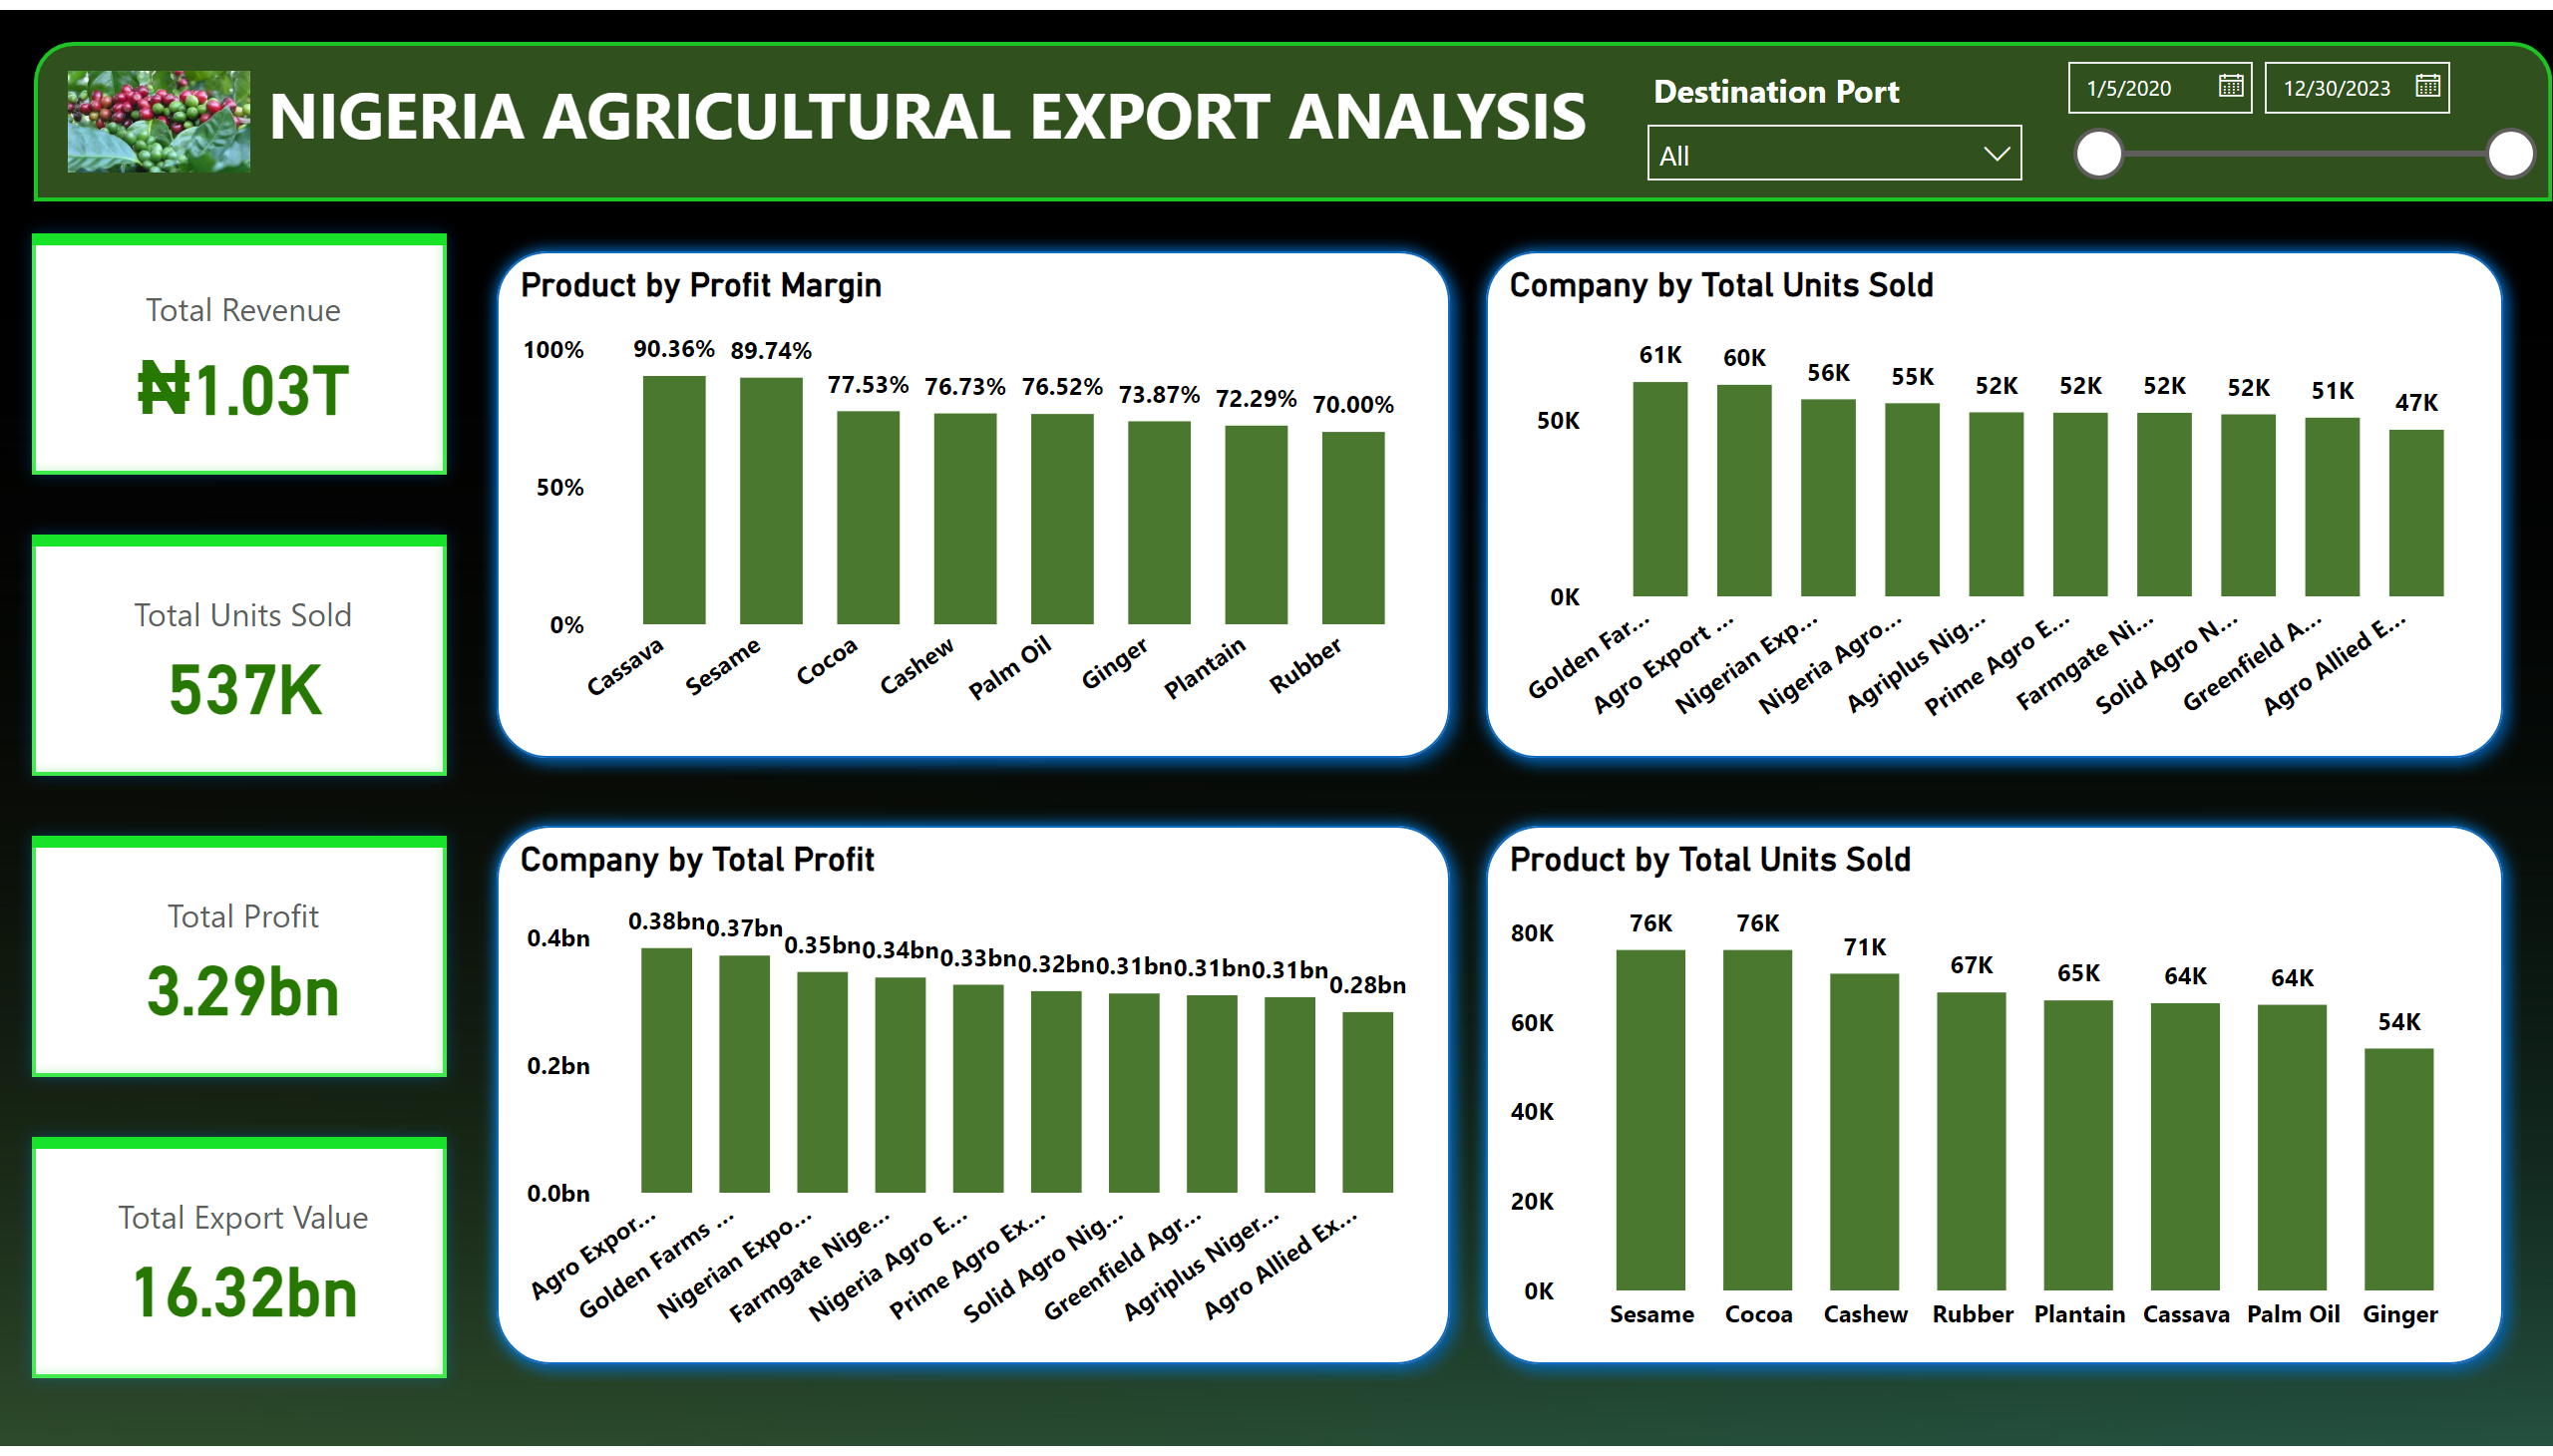 NIGERIA AGRICULTURAL EXPORT ANALYSIS
Destination Port
All
1/5/2020
12/30/2023
Total Revenue
₦1.03T
Total Units Sold
537K
Total Profit
3.29bn
Total Export Value
16.32bn
Product by Profit Margin
100%
50%
0%
90.36% 89.74% 77.53% 76.73% 76.52% 73.87% 72.29% 70.00%
Cassava Sesame Cocoa Cashew Palm Oil Ginger Plantain Rubber
Company by Total Units Sold
50K
0K
61K 60K 56K 55K 52K 52K 52K 52K 51K 47K
Golden Far...
Agro Export ...
Nigerian Exp...
Nigeria Agro...
Agriplus Nig...
Prime Agro E...
Farmgate Ni...
Solid Agro N...
Greenfield A...
Agro Allied E...
Company by Total Profit
0.4bn
0.2bn
0.0bn
0.38bn 0.37bn 0.35bn 0.34bn 0.33bn 0.32bn 0.31bn 0.31bn 0.31bn 0.28bn
Agro Expor...
Golden Farms ...
Nigerian Expo...
Farmgate Nige...
Nigeria Agro E...
Prime Agro Ex...
Solid Agro Nig...
Greenfield Agr...
Agriplus Niger...
Agro Allied Ex...
Product by Total Units Sold
80K
60K
40K
20K
0K
76K 76K 71K 67K 65K 64K 64K 54K
Sesame Cocoa Cashew Rubber Plantain Cassava Palm Oil Ginger